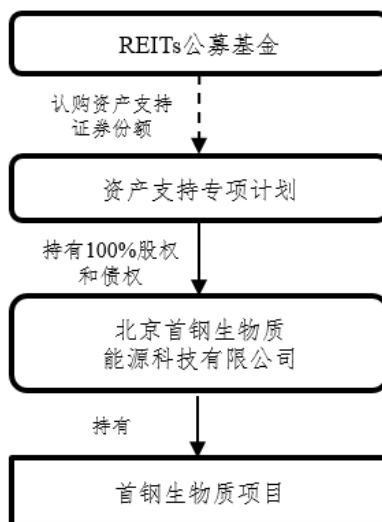 REITs公募基金
认购资产支持
证券份额
资产支持专项计划
持有100%股权
和债权
北京首钢生物质
能源科技有限公司
持有
首钢生物质项目